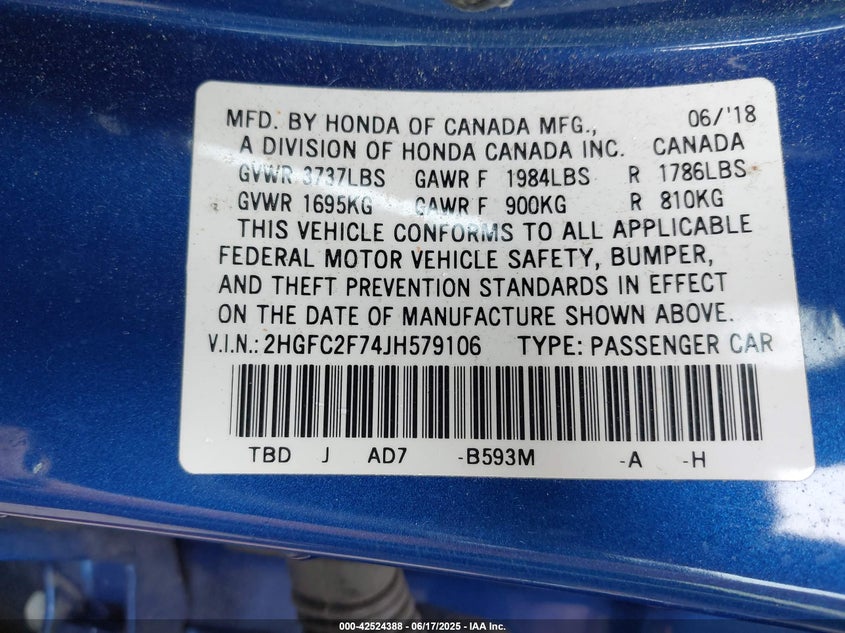 MFD. BY HONDA OF CANADA MFG., 06/'18
A DIVISION OF HONDA CANADA INC. CANADA
GVWR 3737LBS GAWR F 1984LBS R 1786LBS
GVWR 1695KG GAWR F 900KG R 810KG
THIS VEHICLE CONFORMS TO ALL APPLICABLE
FEDERAL MOTOR VEHICLE SAFETY, BUMPER,
AND THEFT PREVENTION STANDARDS IN EFFECT
ON THE DATE OF MANUFACTURE SHOWN ABOVE.
V.I.N.: 2HGFC2F74JH579106 TYPE: PASSENGER CAR
TBD J AD7 -B593M -A -H
000-42524388 - 06/17/2025 - IAA Inc.